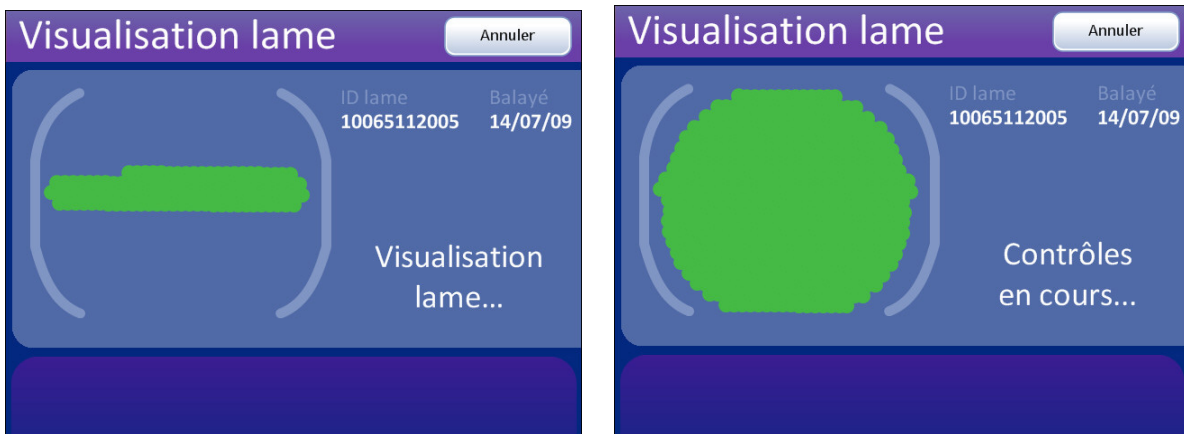 Visualisation lame
Annuler
ID lame
Balayé
10065112005
14/07/09
Visualisation
lame...
Visualisation lame
Annuler
ID lame
Balayé
10065112005
14/07/09
Contrôles
en cours...